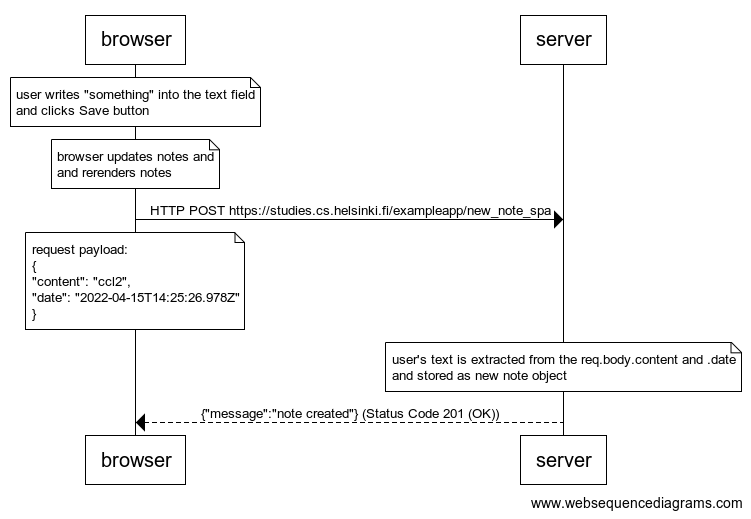 browser
server
user writes "something" into the text field
and clicks Save button
browser updates notes and
and rerenders notes
HTTP POST https://studies.cs.helsinki.fi/exampleapp/new_note_spa
request payload:
{
"content": "ccl2",
"date": "2022-04-15T14:25:26.978Z"
}
user's text is extracted from the req.body.content and .date
and stored as new note object
{"message":"note created"} (Status Code 201 (OK))
browser
server
www.websequencediagrams.com